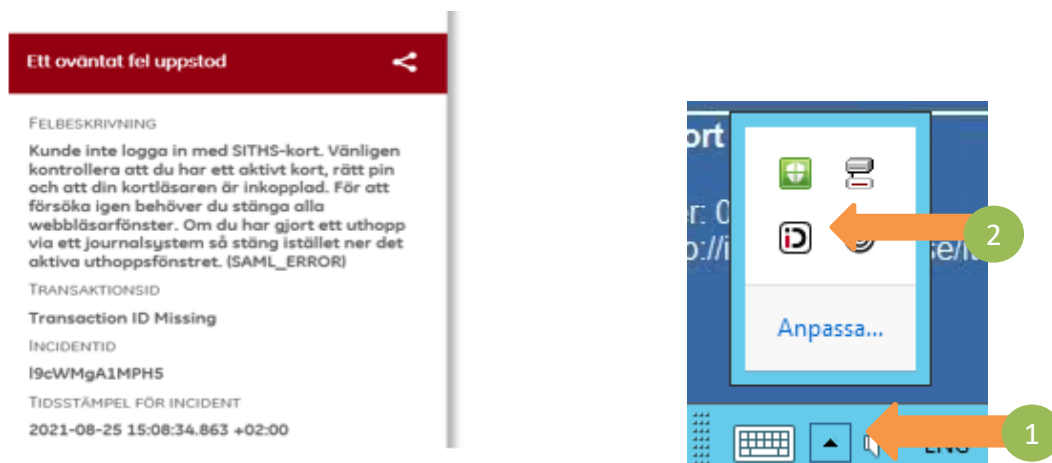 Ett oväntat fel uppstod
FELBESKRIVNING
Kunde inte logga in med SITHS-kort. Vänligen
kontrollera att du har ett aktivt kort, rätt pin
och att din kortläsaren är inkopplad. För att
försöka igen behöver du stänga alla
webbläsarfönster. Om du har gjort ett uthopp
via ett journalsystem så stäng istället ner det
aktiva uthoppsfönstret. (SAML_ERROR)
TRANSAKTIONSID
Transaction ID Missing
INCIDENTID
l9cWMgA1MPH5
TIDSSTÄMPEL FÖR INCIDENT
2021-08-25 15:08:34.863 +02:00
ort
r: 0
iD
2
Anpassa...
1